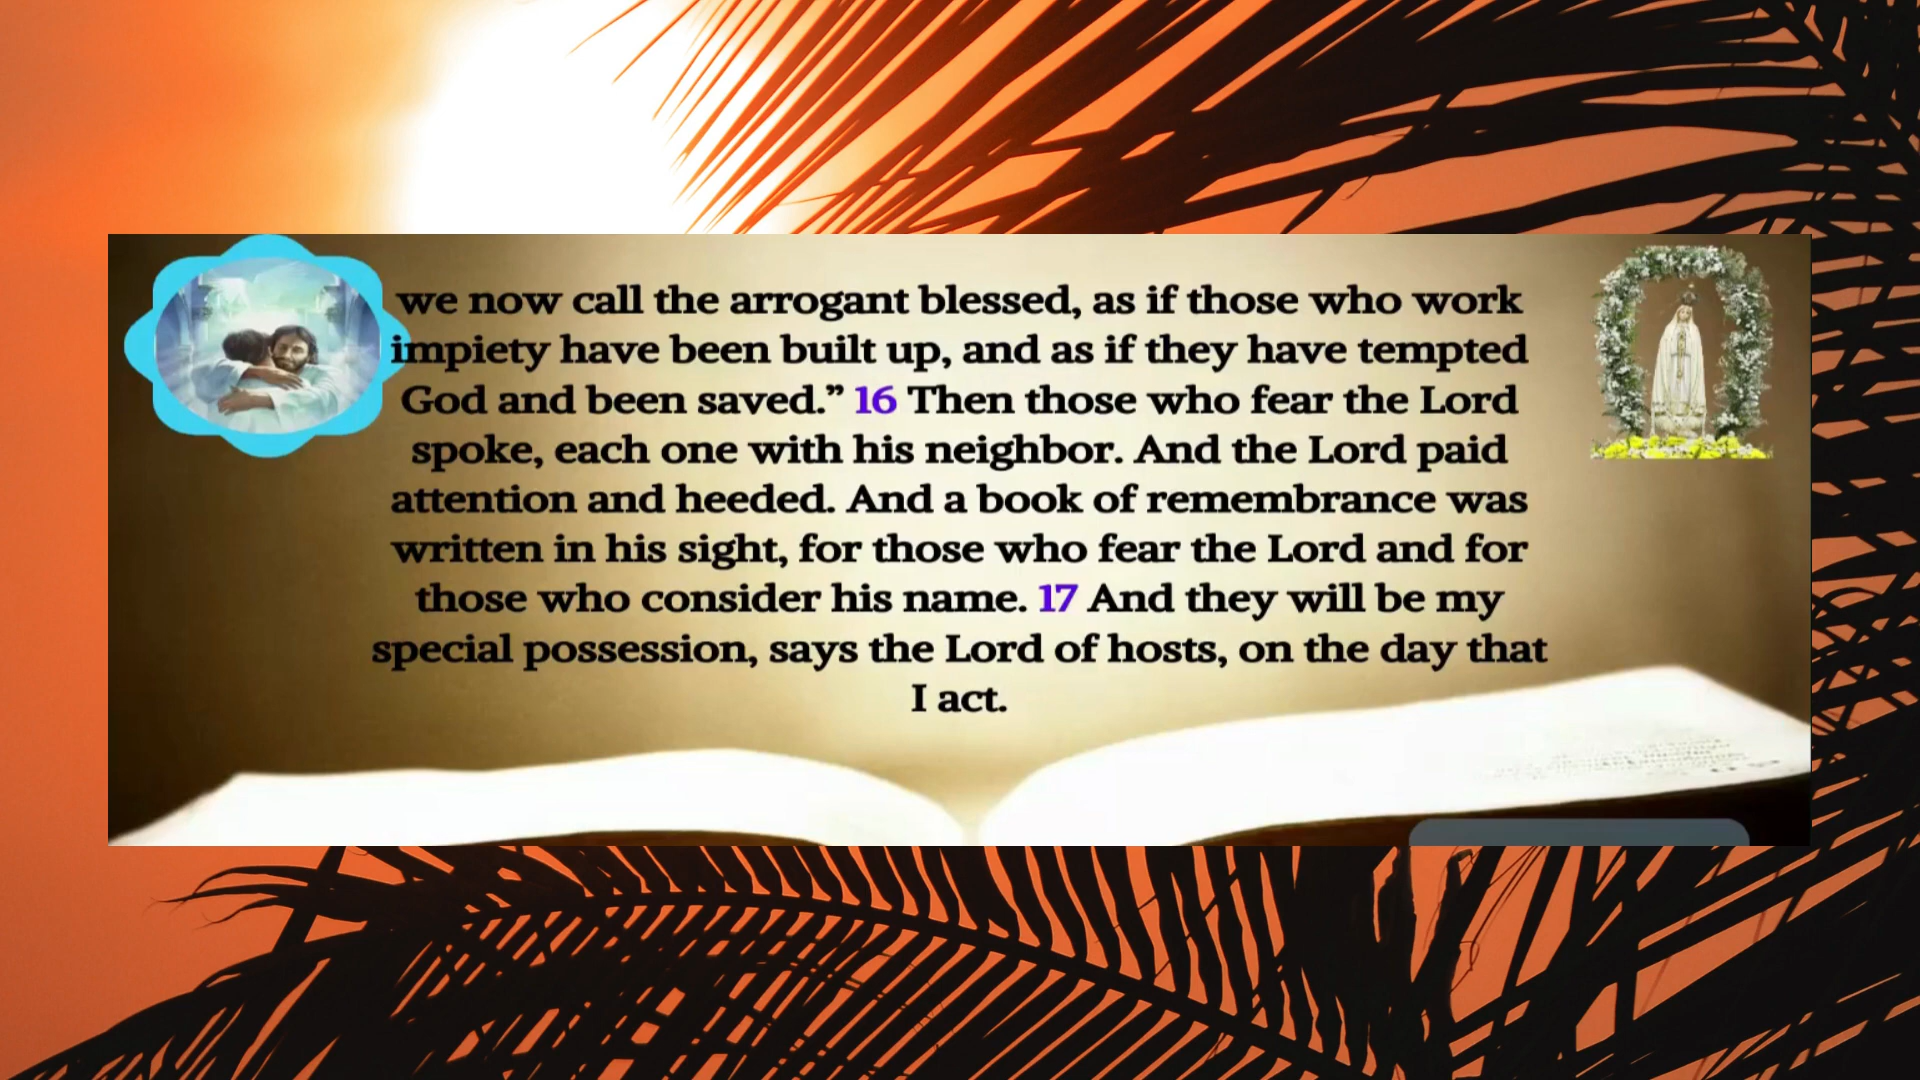 we now call the arrogant blessed, as if those who work
impiety have been built up, and as if they have tempted
God and been saved.” 16 Then those who fear the Lord
spoke, each one with his neighbor. And the Lord paid
attention and heeded. And a book of remembrance was
written in his sight, for those who fear the Lord and for
those who consider his name. 17 And they will be my
special possession, says the Lord of hosts, on the day that
I act.